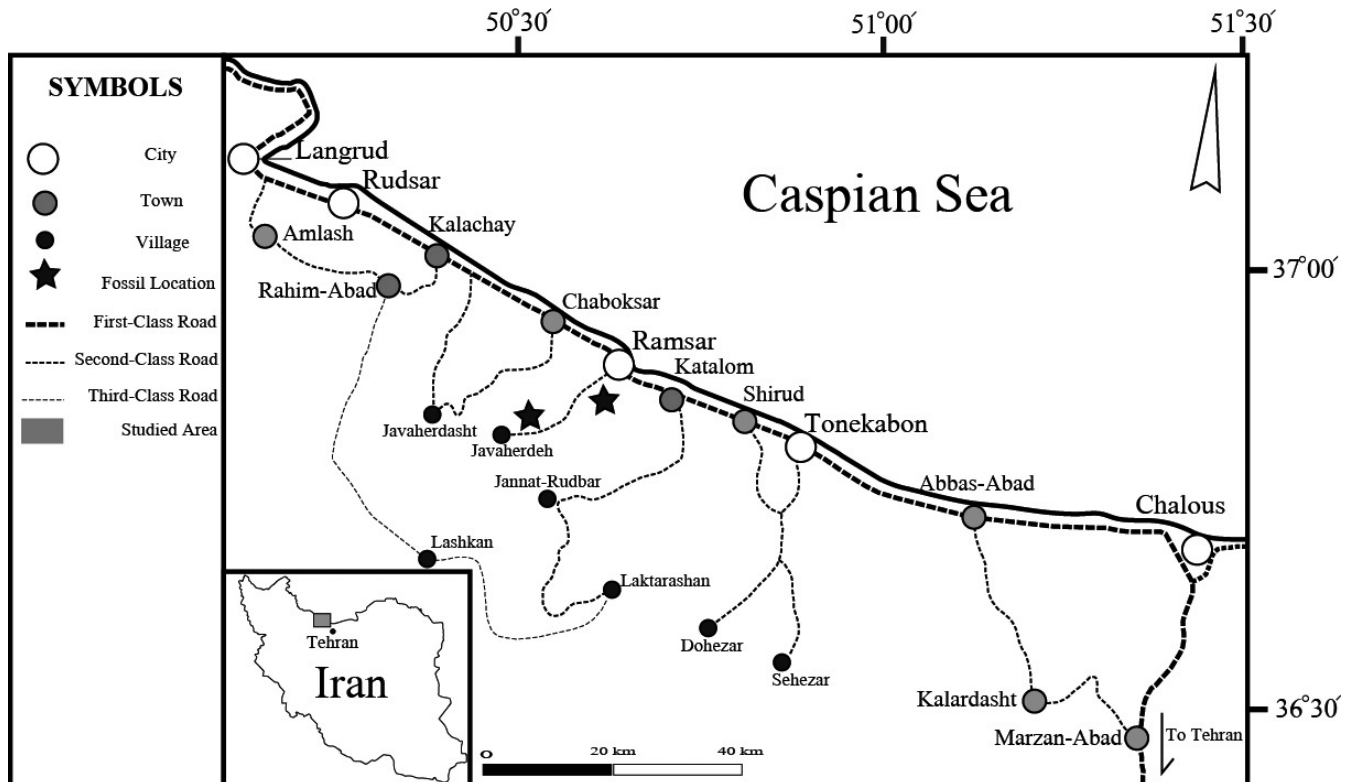 50°30′
51°00′
51°30′
SYMBOLS
City
Town
Village
Fossil Location
First-Class Road
Second-Class Road
Third-Class Road
Studied Area
Langrud
Rudsar
Amlash
Kalachay
Rahim-Abad
Caspian Sea
37°00′
Chaboksar
Ramsar
Katalom
Shirud
Javaherdasht
Javaherdeh
Tonekabon
Jannat-Rudbar
Abbas-Abad
Chalous
Lashkan
Laktarashan
Dohezar
Sehezar
Kalardasht
36°30′
Marzan-Abad
To Tehran
Tehran
Iran
0
20 km
40 km